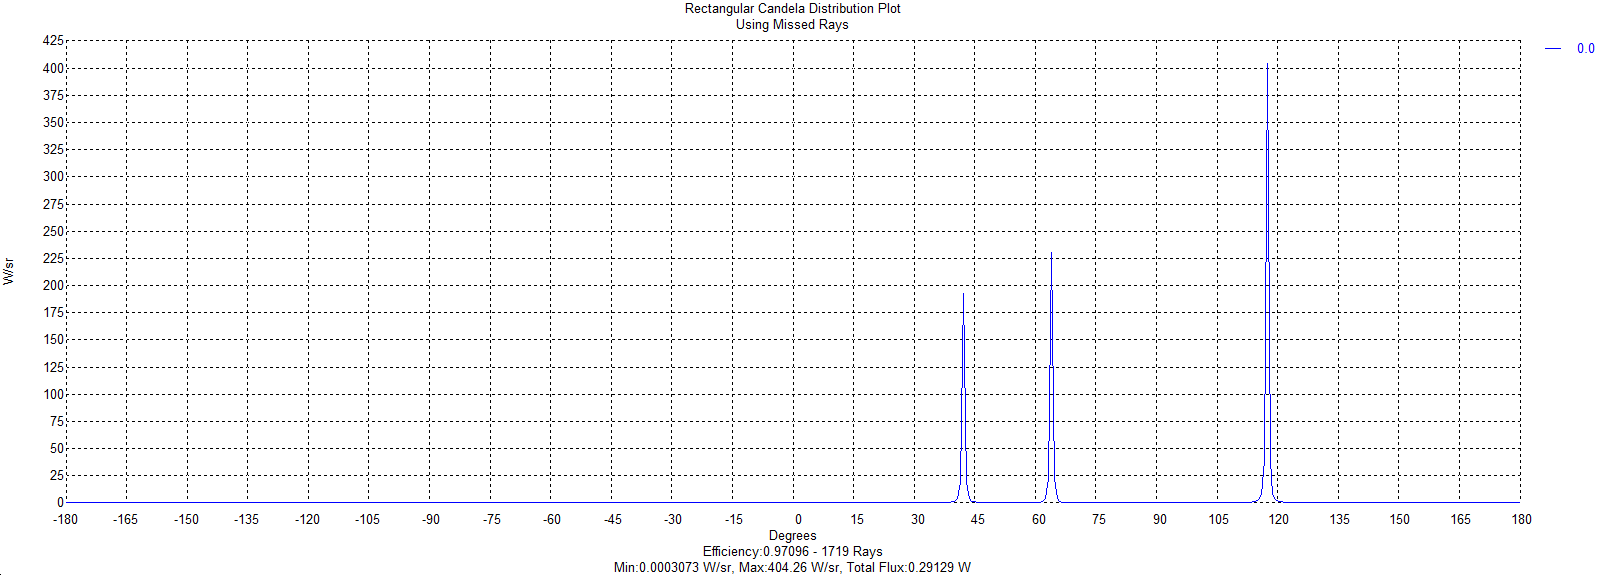 Rectangular Candela Distribution Plot
Using Missed Rays
425
400
375
350
325
300
275
250
225
200
175
150
125
100
75
50
25
0
W/sr
0.0
-180 -165 -150 -135 -120 -105 -90 -75 -60 -45 -30 -15 0 15 30 45 60 75 90 105 120 135 150 165 180
Degrees
Efficiency:0.97096 - 1719 Rays
Min:0.0003073 W/sr, Max:404.26 W/sr, Total Flux:0.29129 W